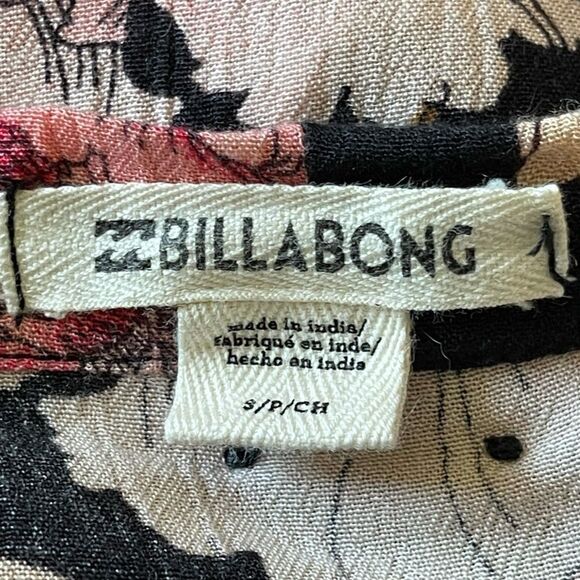 BILLABONG
made in india/
fabriqué en inde/
hecho en india
S/P/CH